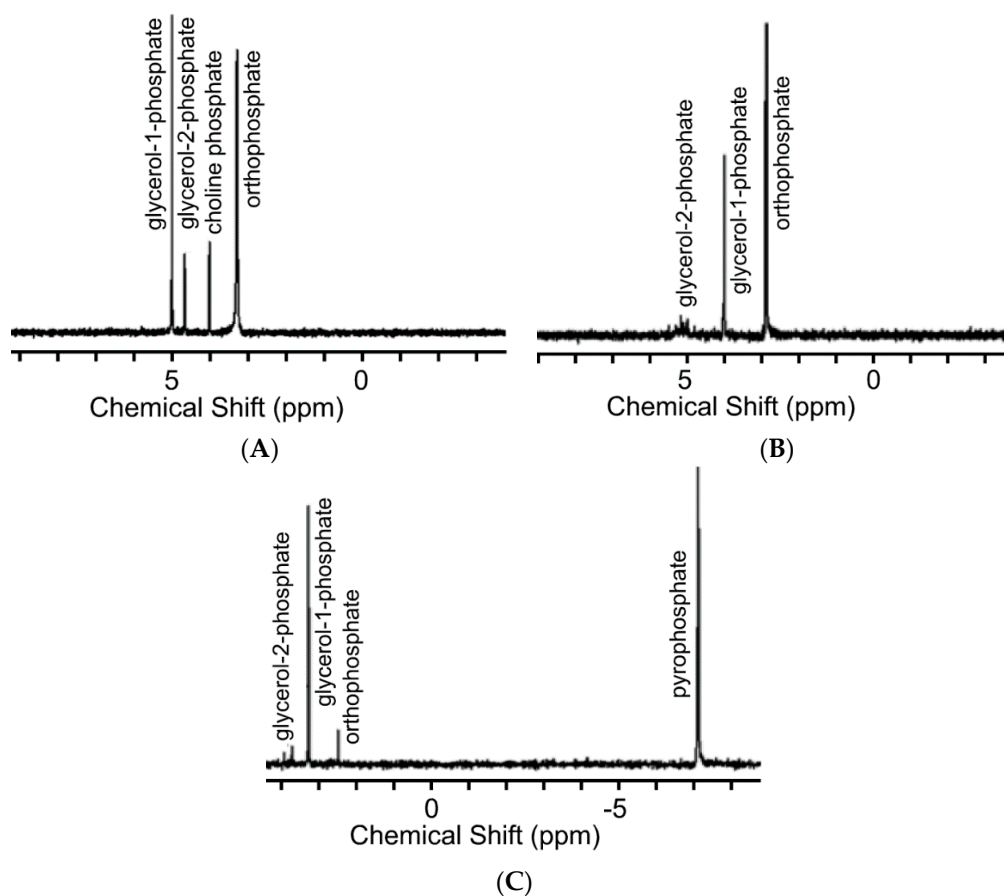 glycerol-1-phosphate
glycerol-2-phosphate
choline phosphate
orthophosphate
5
0
Chemical Shift (ppm)
(A)
glycerol-2-phosphate
glycerol-1-phosphate
orthophosphate
5
0
Chemical Shift (ppm)
(B)
glycerol-2-phosphate
glycerol-1-phosphate
orthophosphate
pyrophosphate
0
-5
Chemical Shift (ppm)
(C)